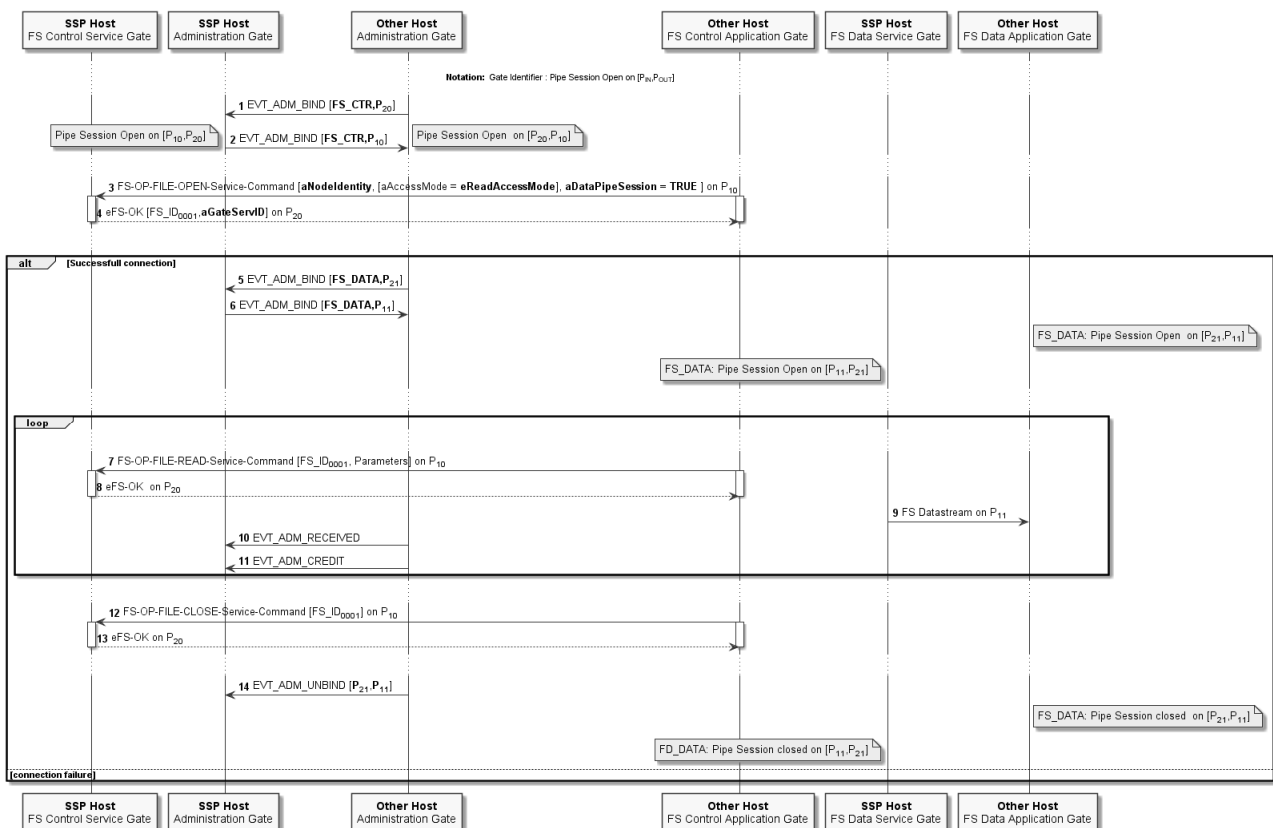 SSP Host
FS Control Service Gate
SSP Host
Administration Gate
Other Host
Administration Gate
Other Host
FS Control Application Gate
SSP Host
FS Data Service Gate
Other Host
FS Data Application Gate
Notation: Gate Identifier : Pipe Session Open on [PIN,POUT]
1 EVT_ADM_BIND [FS_CTR,P20]
Pipe Session Open on [P10,P20]
2 EVT_ADM_BIND [FS_CTR,P10]
Pipe Session Open on [P20,P10]
3 FS-OP-FILE-OPEN-Service-Command [aNodeIdentity, [aAccessMode = eReadAccessMode], aDataPipeSession = TRUE ] on P10
4 eFS-OK [FS_ID0001,aGateServID] on P20
alt [Successfull connection]
5 EVT_ADM_BIND [FS_DATA,P21]
6 EVT_ADM_BIND [FS_DATA,P11]
FS_DATA: Pipe Session Open on [P21,P11]
FS_DATA: Pipe Session Open on [P11,P21]
loop
7 FS-OP-FILE-READ-Service-Command [FS_ID0001, Parameters] on P10
8 eFS-OK on P20
9 FS Datastream on P11
10 EVT_ADM_RECEIVED
11 EVT_ADM_CREDIT
12 FS-OP-FILE-CLOSE-Service-Command [FS_ID0001] on P10
13 eFS-OK on P20
14 EVT_ADM_UNBIND [P21,P11]
FS_DATA: Pipe Session closed on [P21,P11]
FD_DATA: Pipe Session closed on [P11,P21]
[connection failure]
SSP Host
FS Control Service Gate
SSP Host
Administration Gate
Other Host
Administration Gate
Other Host
FS Control Application Gate
SSP Host
FS Data Service Gate
Other Host
FS Data Application Gate